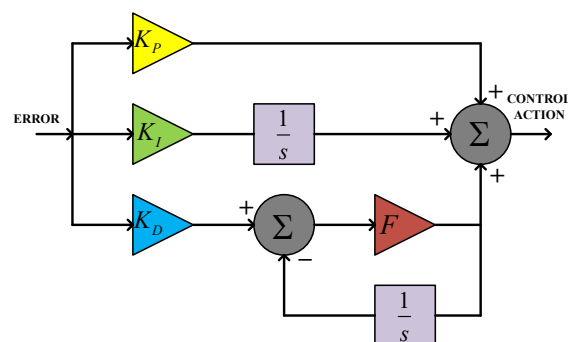 K_P
+
ERROR
K_I
1/s
+
Σ
CONTROL
ACTION
+
K_D
+
Σ
−
F
1/s